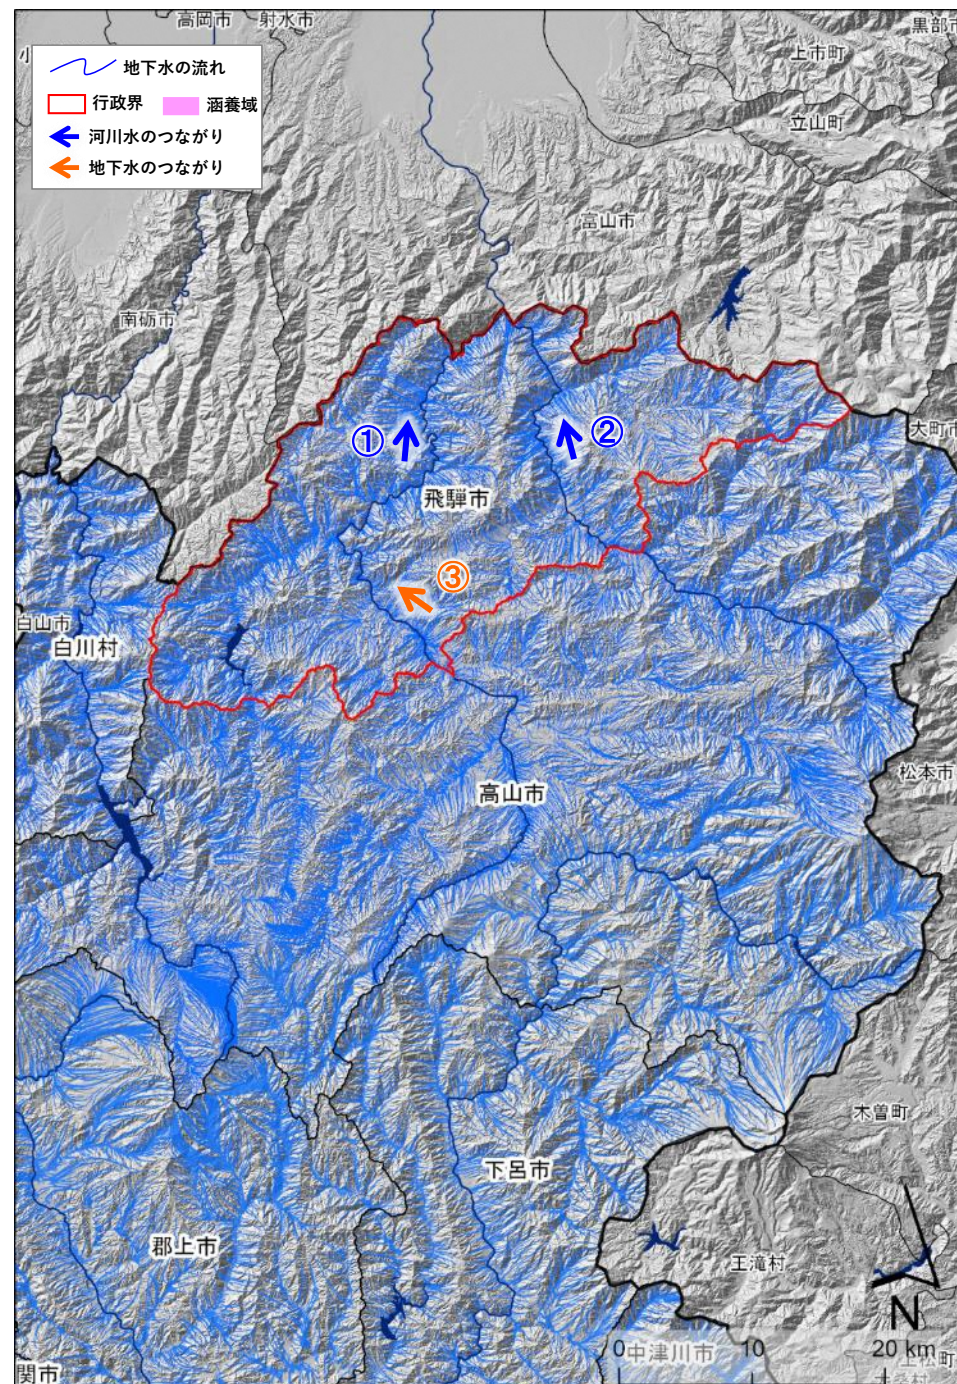 高岡市
射水市
黒部市
上市町
立山町
地下水の流れ
行政界
涵養域
河川水のつながり
地下水のつながり
富山市
南砺市
大町市
①
②
飛騨市
③
白山市
白川村
松本市
高山市
木曽町
下呂市
郡上市
王滝村
N
0
10
20 km
中津川市
関市